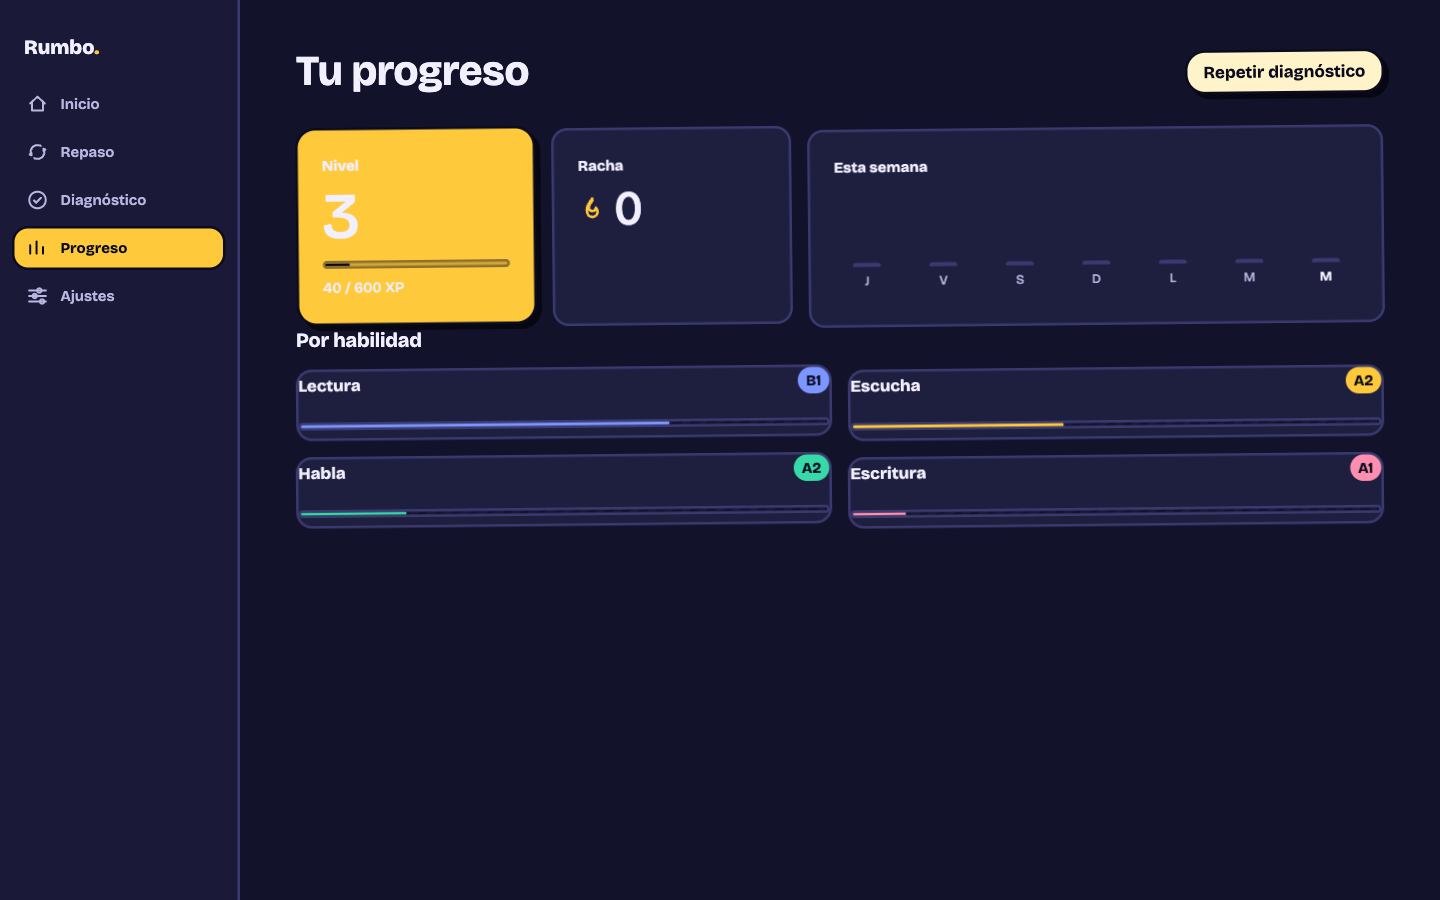 Rumbo.
Inicio
Repaso
Diagnóstico
Progreso
Ajustes
Tu progreso
Repetir diagnóstico
Nivel
3
40 / 600 XP
Racha
0
Esta semana
J V S D L M M
Por habilidad
Lectura B1
Escucha A2
Habla A2
Escritura A1